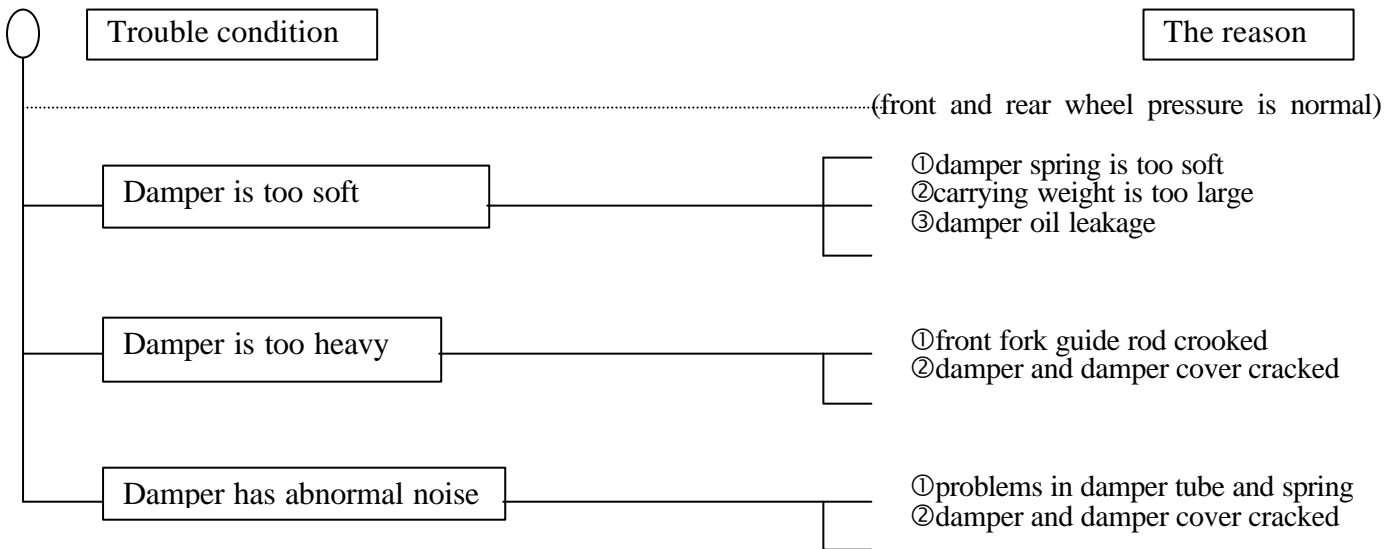 Trouble condition
The reason
(front and rear wheel pressure is normal)
Damper is too soft
①damper spring is too soft
②carrying weight is too large
③damper oil leakage
Damper is too heavy
①front fork guide rod crooked
②damper and damper cover cracked
Damper has abnormal noise
①problems in damper tube and spring
②damper and damper cover cracked